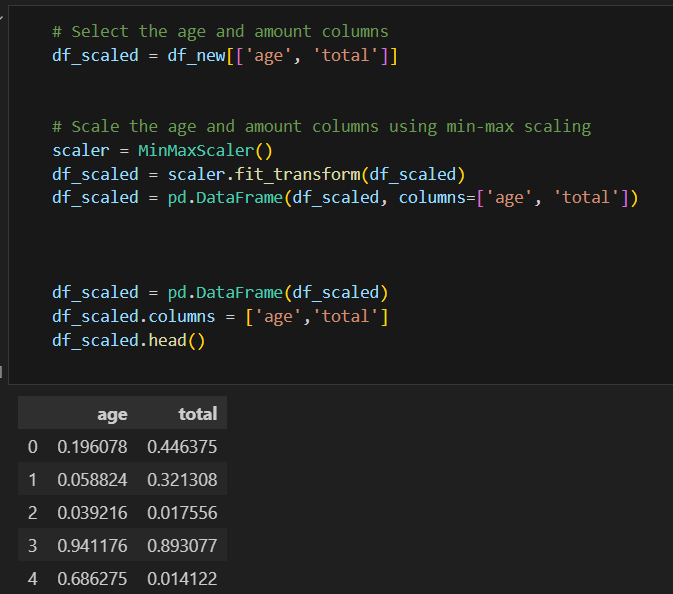 # Select the age and amount columns
df_scaled = df_new[['age', 'total']]
# Scale the age and amount columns using min-max scaling
scaler = MinMaxScaler()
df_scaled = scaler.fit_transform(df_scaled)
df_scaled = pd.DataFrame(df_scaled, columns=['age', 'total'])
df_scaled = pd.DataFrame(df_scaled)
df_scaled.columns = ['age','total']
df_scaled.head()
age total
0 0.196078 0.446375
1 0.058824 0.321308
2 0.039216 0.017556
3 0.941176 0.893077
4 0.686275 0.014122